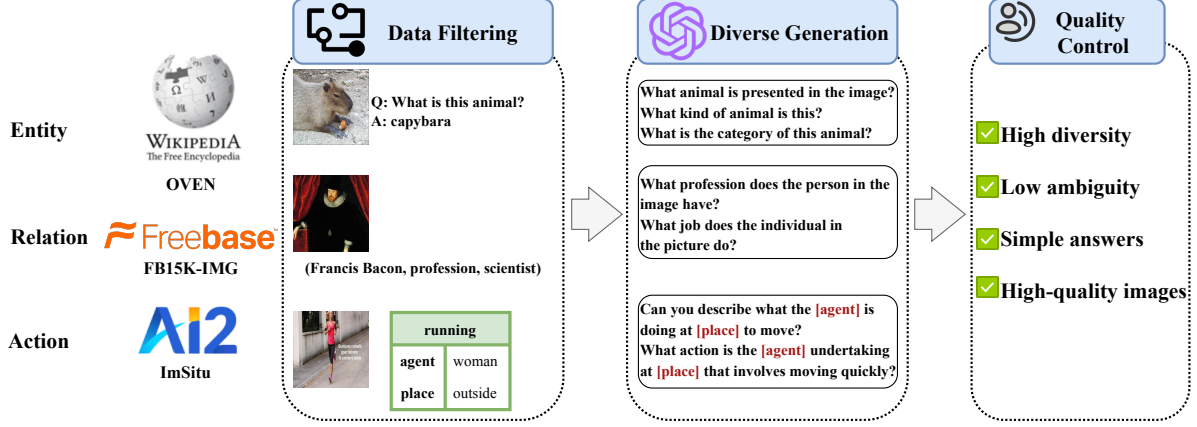 Data Filtering
Diverse Generation
Quality
Control
Entity
WIKIPEDIA
The Free Encyclopedia
OVEN
Q: What is this animal?
A: capybara
What animal is presented in the image?
What kind of animal is this?
What is the category of this animal?
Relation
Freebase
FB15K-IMG
(Francis Bacon, profession, scientist)
What profession does the person in the
image have?
What job does the individual in
the picture do?
Action
AI2
ImSitu
running
agent woman
place outside
Can you describe what the [agent] is
doing at [place] to move?
What action is the [agent] undertaking
at [place] that involves moving quickly?
High diversity
Low ambiguity
Simple answers
High-quality images